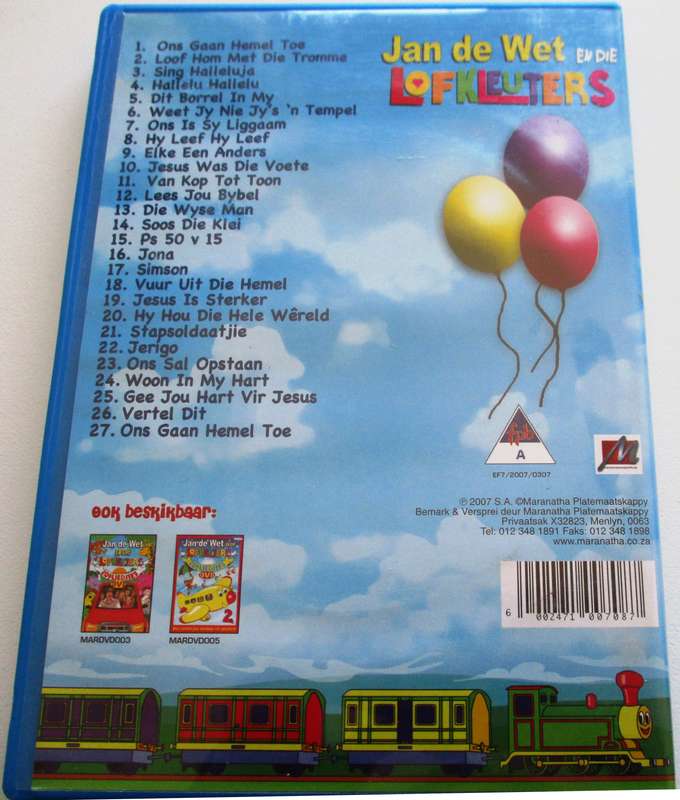 1. Ons Gaan Hemel Toe
2. Loof Hom Met Die Tromme
3. Sing Halleluja
4. Hallelu Hallelu
5. Dit Borrel In My
6. Weet Jy Nie Jy's 'n Tempel
7. Ons Is Sy Liggaam
8. Hy Leef Hy Leef
9. Elke Een Anders
10. Jesus Was Die Voete
11. Van Kop Tot Toon
12. Lees Jou Bybel
13. Die Wyse Man
14. Soos Die Klei
15. Ps 50 v 15
16. Jona
17. Simson
18. Vuur Uit Die Hemel
19. Jesus Is Sterker
20. Hy Hou Die Hele Wêreld
21. Stapsoldaatjie
22. Jerigo
23. Ons Sal Opstaan
24. Woon In My Hart
25. Gee Jou Hart Vir Jesus
26. Vertel Dit
27. Ons Gaan Hemel Toe
Jan de Wet EN DIE
LOFKLEUTERS
A
EF7/2007/0307
M
℗ 2007 S.A. ©Maranatha Platemaatskappy
Bemark & Versprei deur Maranatha Platemaatskappy
Privaatsak X32823, Menlyn, 0063
Tel: 012 348 1891 Faks: 012 348 1898
www.maranatha.co.za
6 002471 007087
Ook beskikbaar:
Jan de Wet
Jan de Wet
2
MARDVD003
MARDVD005